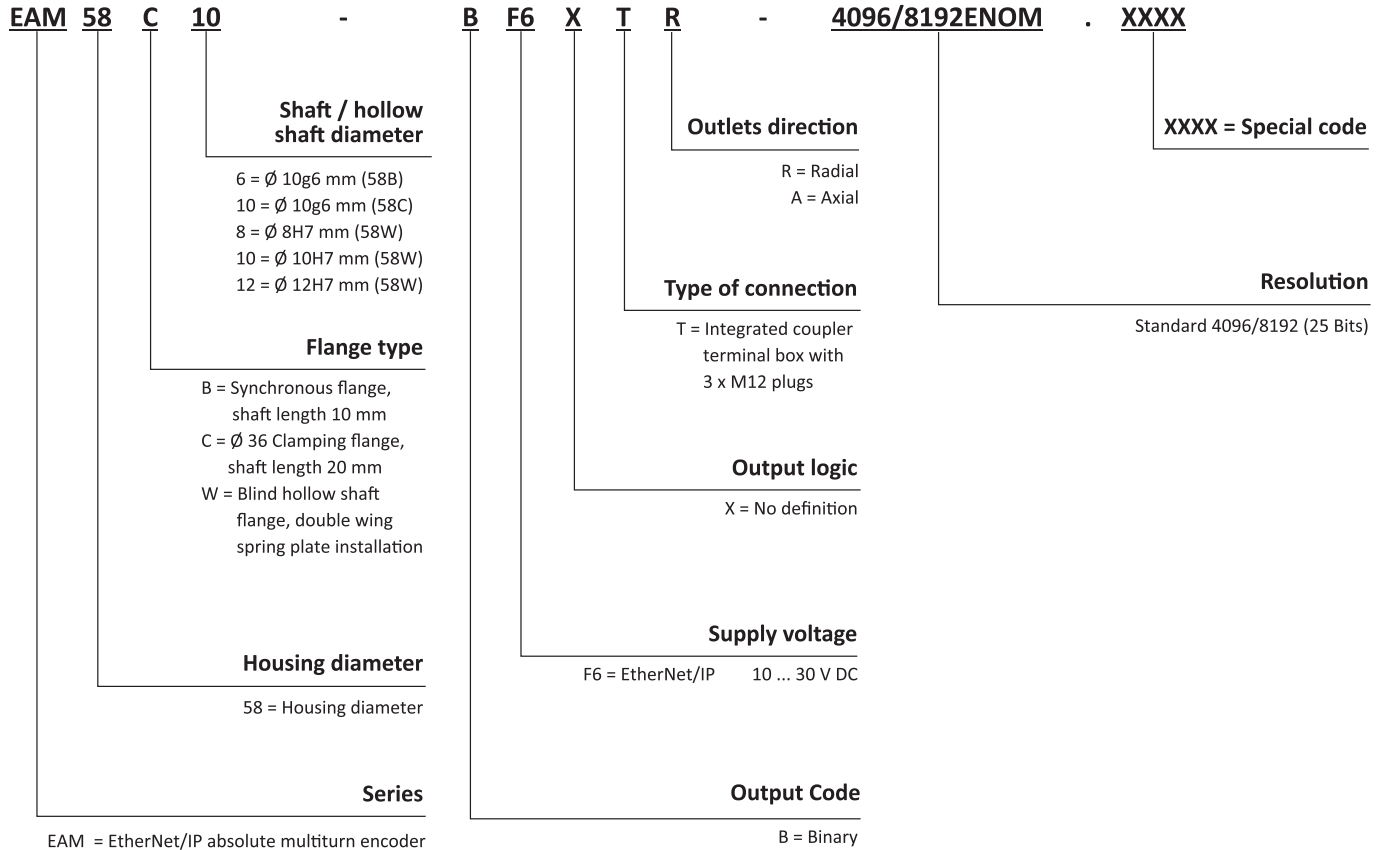 EAM 58 C 10 - B F6 X T R - 4096/8192ENOM . XXXX
Shaft / hollow
shaft diameter
6 = Ø 10g6 mm (58B)
10 = Ø 10g6 mm (58C)
8 = Ø 8H7 mm (58W)
10 = Ø 10H7 mm (58W)
12 = Ø 12H7 mm (58W)
Flange type
B = Synchronous flange,
shaft length 10 mm
C = Ø 36 Clamping flange,
shaft length 20 mm
W = Blind hollow shaft
flange, double wing
spring plate installation
Housing diameter
58 = Housing diameter
Series
EAM = EtherNet/IP absolute multiturn encoder
Outlets direction
R = Radial
A = Axial
Type of connection
T = Integrated coupler
terminal box with
3 x M12 plugs
Output logic
X = No definition
Supply voltage
F6 = EtherNet/IP 10 ... 30 V DC
Output Code
B = Binary
XXXX = Special code
Resolution
Standard 4096/8192 (25 Bits)